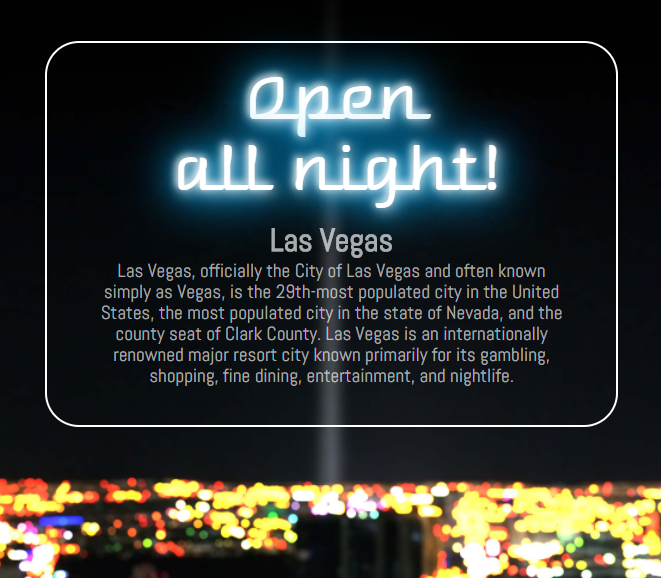 Open
all night!
Las Vegas
Las Vegas, officially the City of Las Vegas and often known
simply as Vegas, is the 29th-most populated city in the United
States, the most populated city in the state of Nevada, and the
county seat of Clark County. Las Vegas is an internationally
renowned major resort city known primarily for its gambling,
shopping, fine dining, entertainment, and nightlife.